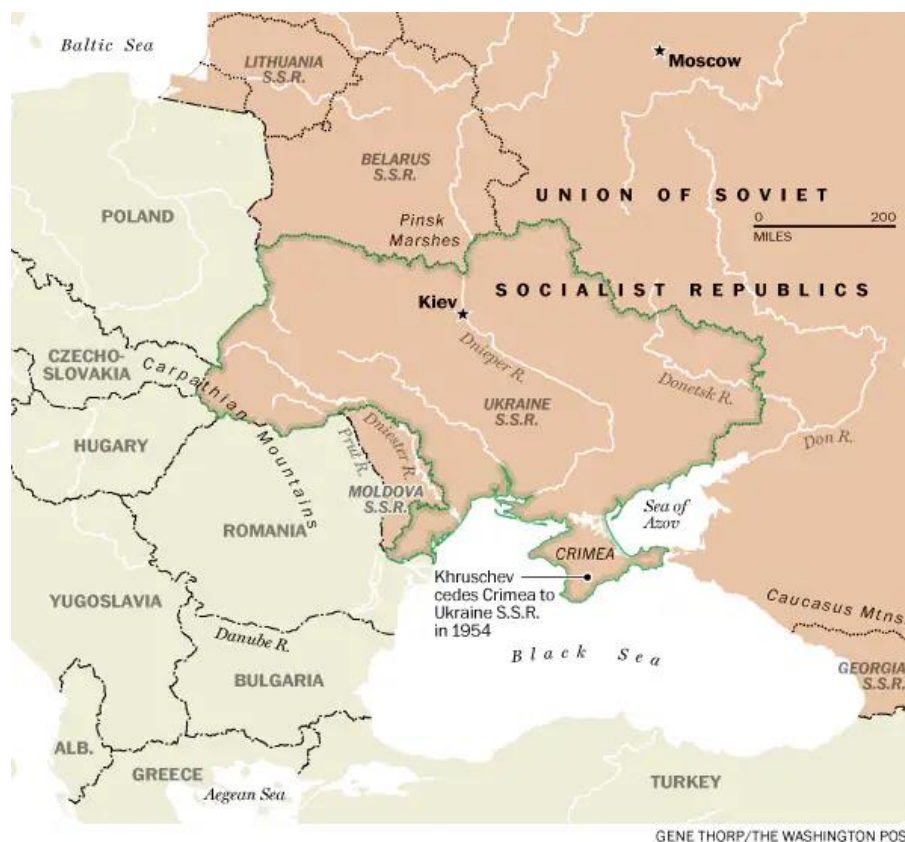 Baltic Sea
LITHUANIA
S.S.R.
Moscow
BELARUS
S.S.R.
UNION OF SOVIET
POLAND
Pinsk
Marshes
0 200
MILES
SOCIALIST REPUBLICS
Kiev
Dnieper R.
CZECHO-
SLOVAKIA
Carpathian Mountains
Donetsk R.
UKRAINE
S.S.R.
HUGARY
Prut R.
Dniester R.
Don R.
MOLDOVA
S.S.R.
Sea of
Azov
ROMANIA
CRIMEA
Khruschev
cedes Crimea to
Ukraine S.S.R.
in 1954
YUGOSLAVIA
Caucasus Mtns
Danube R.
Black Sea
GEORGIA
S.S.R.
BULGARIA
ALB.
GREECE
TURKEY
Aegean Sea
GENE THORP/THE WASHINGTON POS